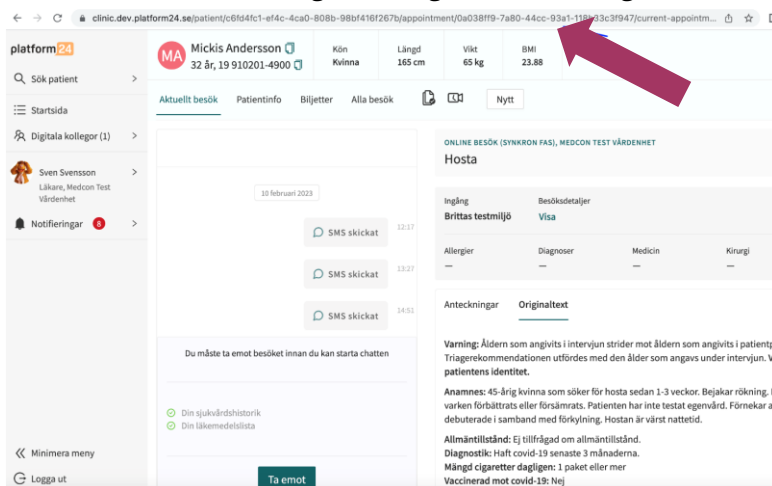 clinic.dev.platform24.se/patient/c6fd4fc1-ef4c-4ca0-808b-98bf416f267b/appointment/0a038ff9-7a80-44cc-93a1-118b33c3f947/current-appointm...
platform24
Sök patient
Startsida
Digitala kollegor (1)
Sven Svensson
Läkare, Medcon Test
Vårdenhet
Notifieringar 8
Minimera meny
Logga ut
MA
Mickis Andersson
32 år, 19 910201-4900
Kön
Kvinna
Längd
165 cm
Vikt
65 kg
BMI
23.88
Aktuellt besök Patientinfo Biljetter Alla besök Nytt
10 februari 2023
SMS skickat 12:17
SMS skickat 13:27
SMS skickat 14:51
Du måste ta emot besöket innan du kan starta chatten
Din sjukvårdshistorik
Din läkemedelslista
Ta emot
ONLINE BESÖK (SYNKRON FAS), MEDCON TEST VÅRDENHET
Hosta
Ingång
Brittas testmiljö
Besöksdetaljer
Visa
Allergier
—
Diagnoser
—
Medicin
—
Kirurgi
—
Anteckningar Originaltext
Varning: Åldern som angivits i intervjun strider mot åldern som angivits i patientp
Triagerekommendationen utfördes med den ålder som angavs under intervjun. V
patientens identitet.
Anamnes: 45-årig kvinna som söker för hosta sedan 1-3 veckor. Bejakar rökning.
varken förbättrats eller försämrats. Patienten har inte testat egenvård. Förnekar a
debuterade i samband med förkylning. Hostan är värst nattetid.
Allmäntillstånd: Ej tillfrågad om allmäntillstånd.
Diagnostik: Haft covid-19 senaste 3 månaderna.
Mängd cigaretter dagligen: 1 paket eller mer
Vaccinerad mot covid-19: Nej